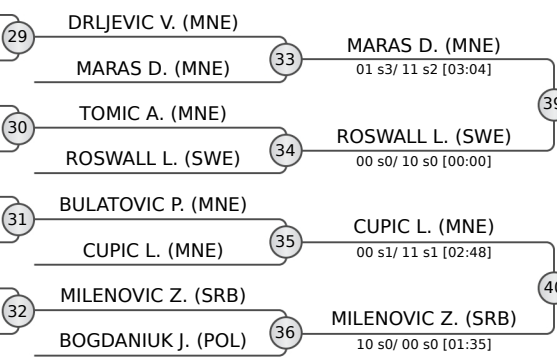 DRLJEVIC V. (MNE)
29
MARAS D. (MNE)
33
MARAS D. (MNE)
01 s3/ 11 s2 [03:04]
39
TOMIC A. (MNE)
30
ROSWALL L. (SWE)
34
ROSWALL L. (SWE)
00 s0/ 10 s0 [00:00]
BULATOVIC P. (MNE)
31
CUPIC L. (MNE)
35
CUPIC L. (MNE)
00 s1/ 11 s1 [02:48]
40
MILENOVIC Z. (SRB)
32
BOGDANIUK J. (POL)
36
MILENOVIC Z. (SRB)
10 s0/ 00 s0 [01:35]